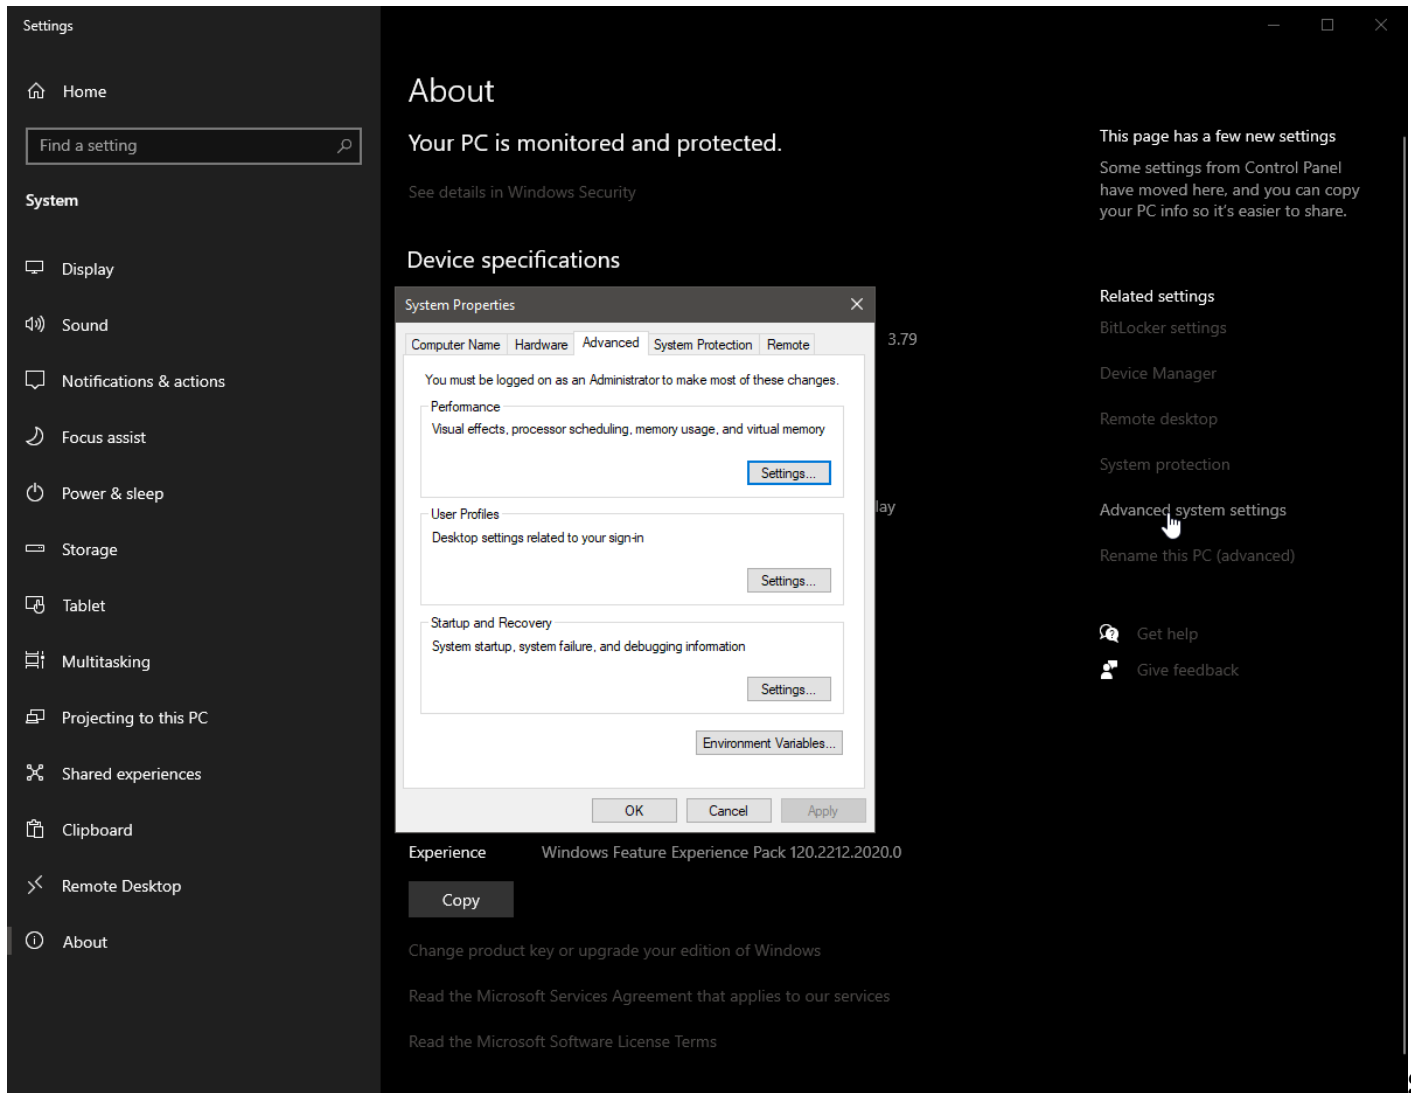 Settings
Home
Find a setting
System
Display
Sound
Notifications & actions
Focus assist
Power & sleep
Storage
Tablet
Multitasking
Projecting to this PC
Shared experiences
Clipboard
Remote Desktop
About
About
Your PC is monitored and protected.
See details in Windows Security
Device specifications
System Properties
Computer Name
Hardware
Advanced
System Protection
Remote
You must be logged on as an Administrator to make most of these changes.
Performance
Visual effects, processor scheduling, memory usage, and virtual memory
Settings...
User Profiles
Desktop settings related to your sign-in
Settings...
Startup and Recovery
System startup, system failure, and debugging information
Settings...
Environment Variables...
OK
Cancel
Apply
3.79
lay
Experience
Windows Feature Experience Pack 120.2212.2020.0
Copy
Change product key or upgrade your edition of Windows
Read the Microsoft Services Agreement that applies to our services
Read the Microsoft Software License Terms
This page has a few new settings
Some settings from Control Panel
have moved here, and you can copy
your PC info so it's easier to share.
Related settings
BitLocker settings
Device Manager
Remote desktop
System protection
Advanced system settings
Rename this PC (advanced)
Get help
Give feedback